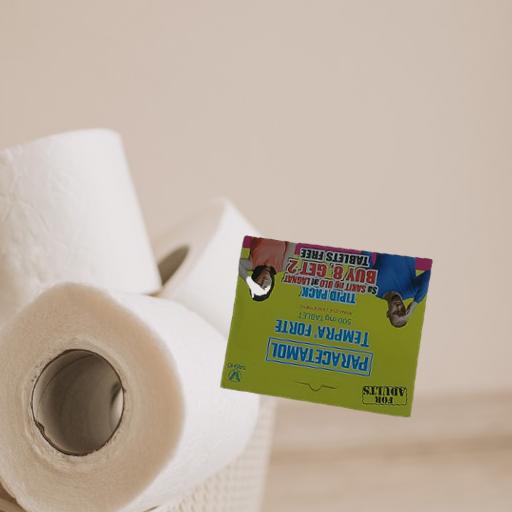 FOR
ADULTS
PARACETAMOL
TEMPRA® FORTE
500 mg TABLET
TIPID PACK
Sa SAKIT NG ULO at LAGNAT
BUY 8, GET 2
TABLETS FREE